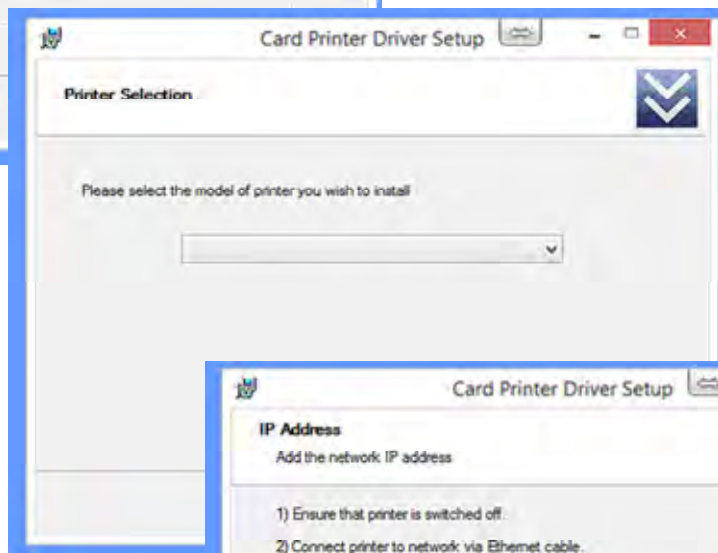 Card Printer Driver Setup
Printer Selection
Please select the model of printer you wish to install
Card Printer Driver Setup
IP Address
Add the network IP address
1) Ensure that printer is switched off.
2) Connect printer to network via Ethernet cable.